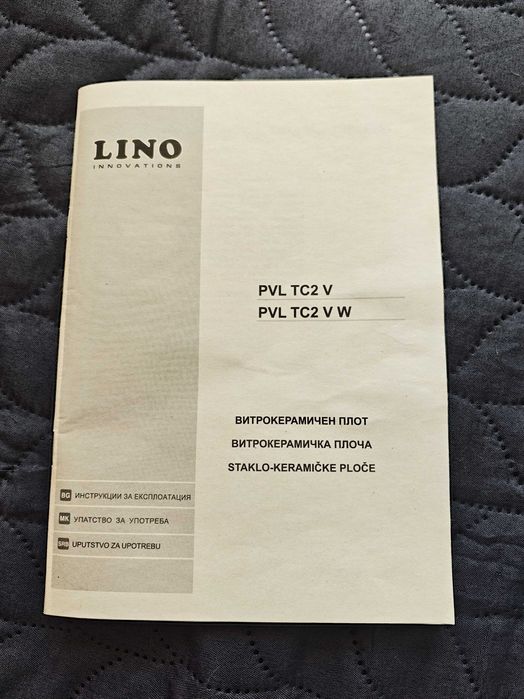 LINO
INNOVATIONS
PVL TC2 V
PVL TC2 V W
ВИТРОКЕРАМИЧЕН ПЛОТ
ВИТРОКЕРАМИЧКА ПЛОЧА
STAKLO-KERAMIČKE PLOČE
BG ИНСТРУКЦИИ ЗА ЕКСПЛОАТАЦИЯ
MK УПАТСТВО ЗА УПОТРЕБА
SRB UPUTSTVO ZA UPOTREBU